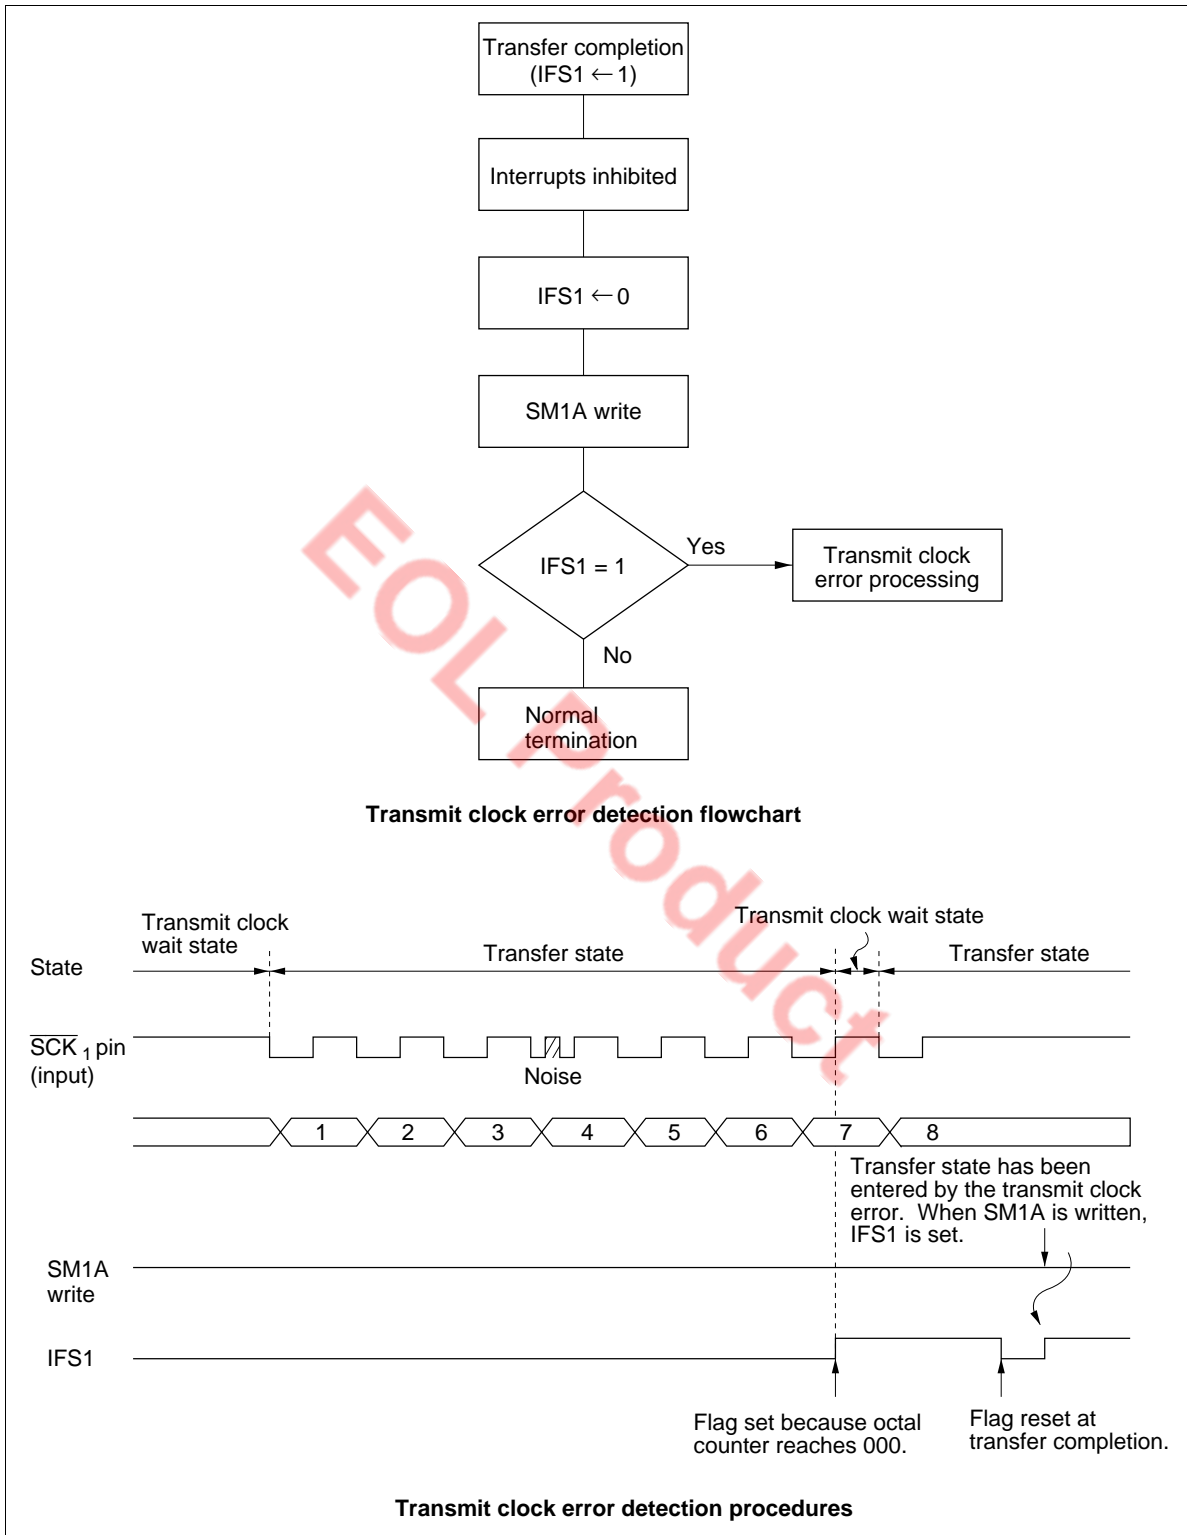 Transfer completion
(IFS1 ← 1)
Interrupts inhibited
IFS1 ← 0
SM1A write
IFS1 = 1
Yes
Transmit clock
error processing
No
Normal
termination
EOL Product
Transmit clock error detection flowchart
Transmit clock
wait state
Transmit clock wait state
State
Transfer state
Transfer state
SCK 1 pin
(input)
Noise
1 2 3 4 5 6 7 8
Transfer state has been
entered by the transmit clock
error. When SM1A is written,
IFS1 is set.
SM1A
write
IFS1
Flag set because octal
counter reaches 000.
Flag reset at
transfer completion.
Transmit clock error detection procedures